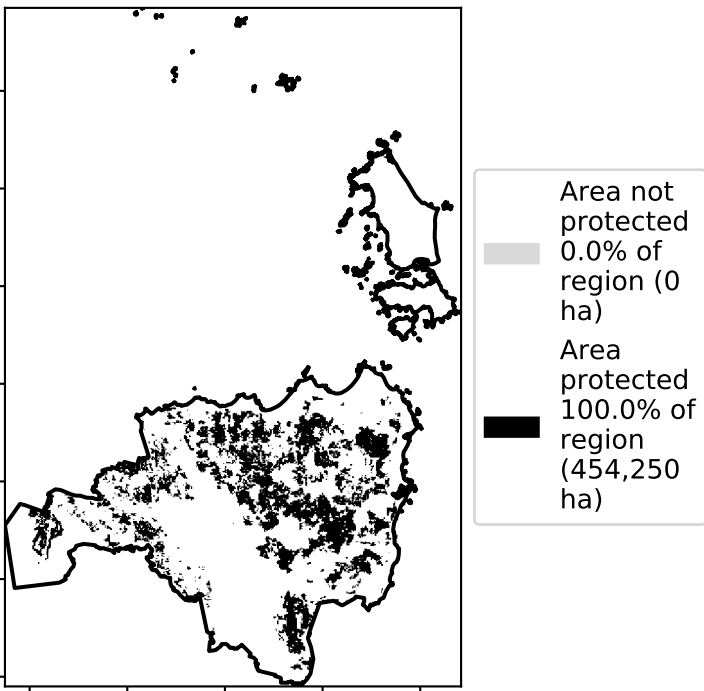 Area not
protected
0.0% of
region (0
ha)
Area
protected
100.0% of
region
(454,250
ha)